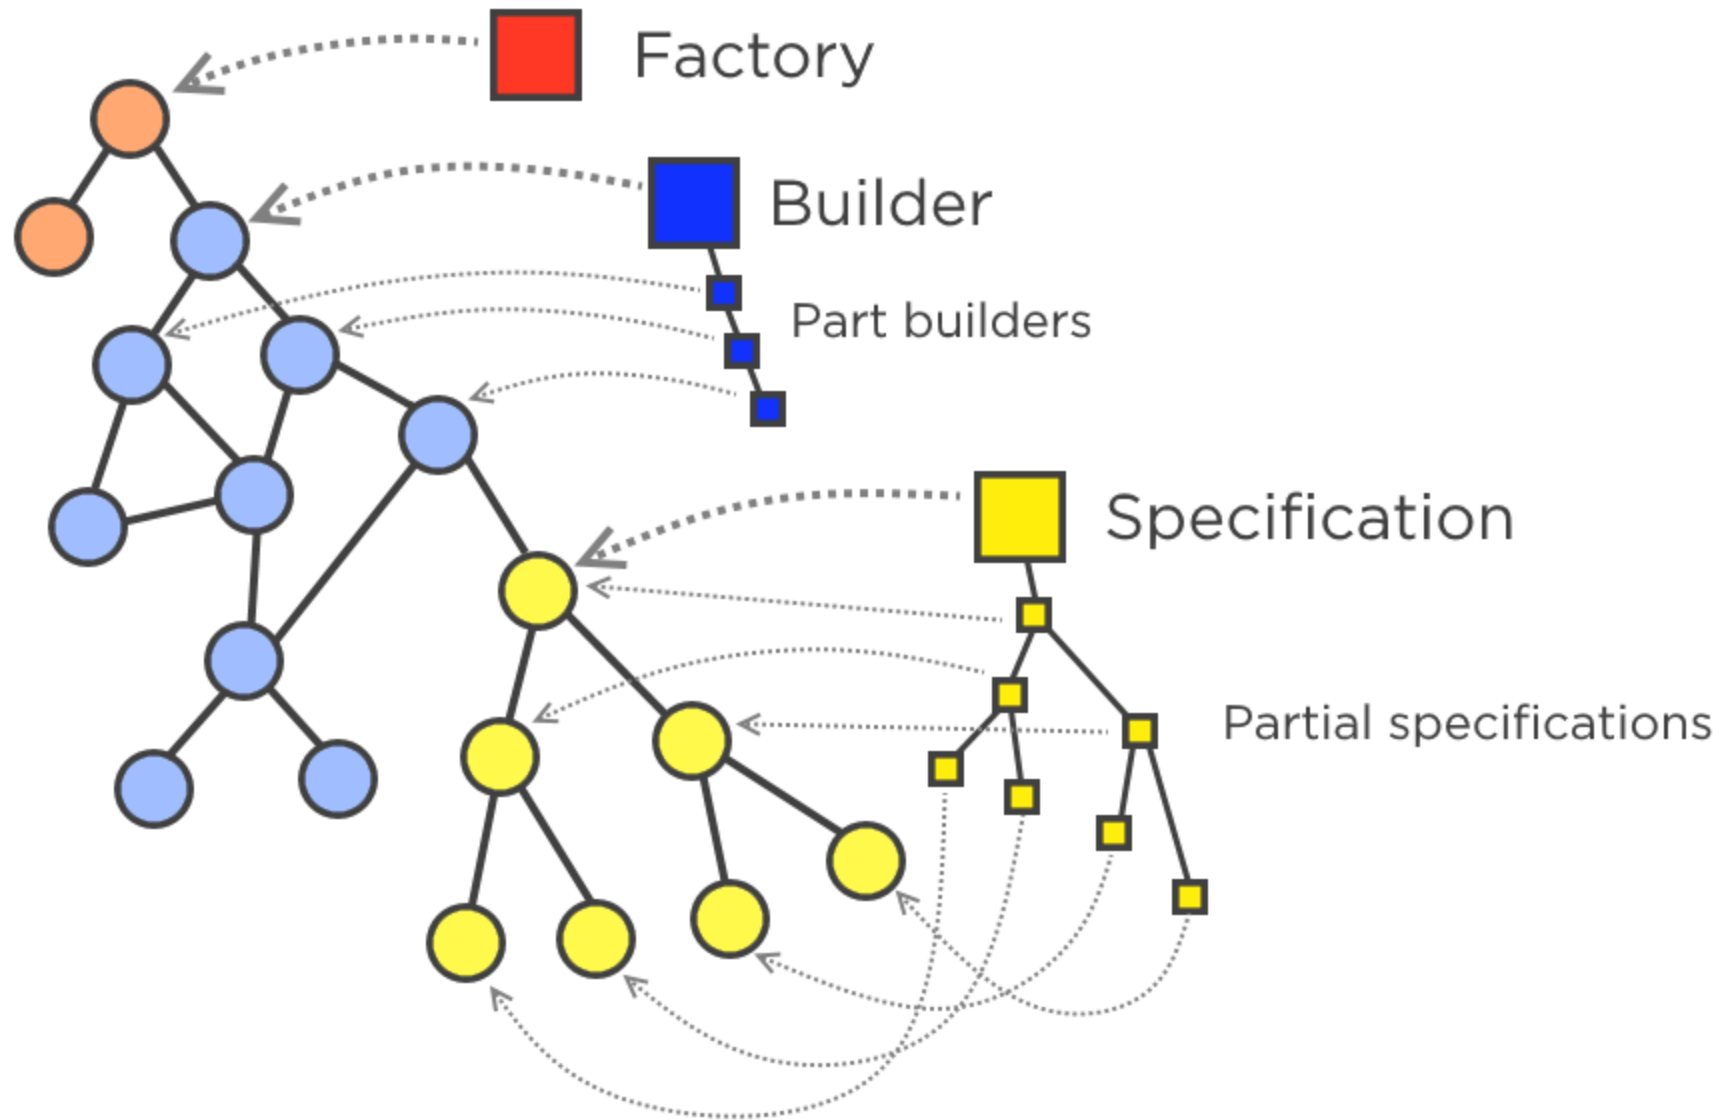 Factory
Builder
Part builders
Specification
Partial specifications